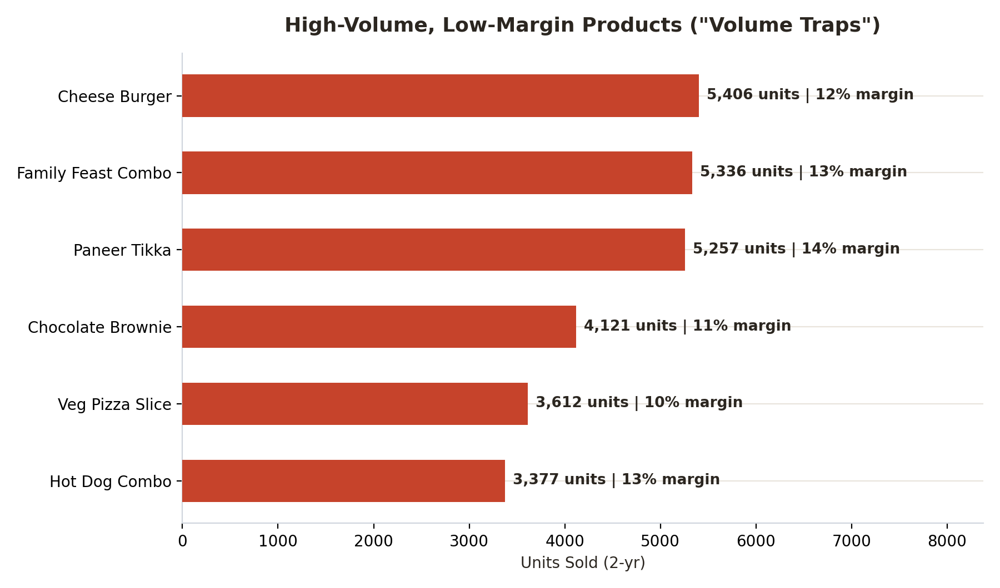 High-Volume, Low-Margin Products ("Volume Traps")
Cheese Burger 5,406 units | 12% margin
Family Feast Combo 5,336 units | 13% margin
Paneer Tikka 5,257 units | 14% margin
Chocolate Brownie 4,121 units | 11% margin
Veg Pizza Slice 3,612 units | 10% margin
Hot Dog Combo 3,377 units | 13% margin
0 1000 2000 3000 4000 5000 6000 7000 8000
Units Sold (2-yr)